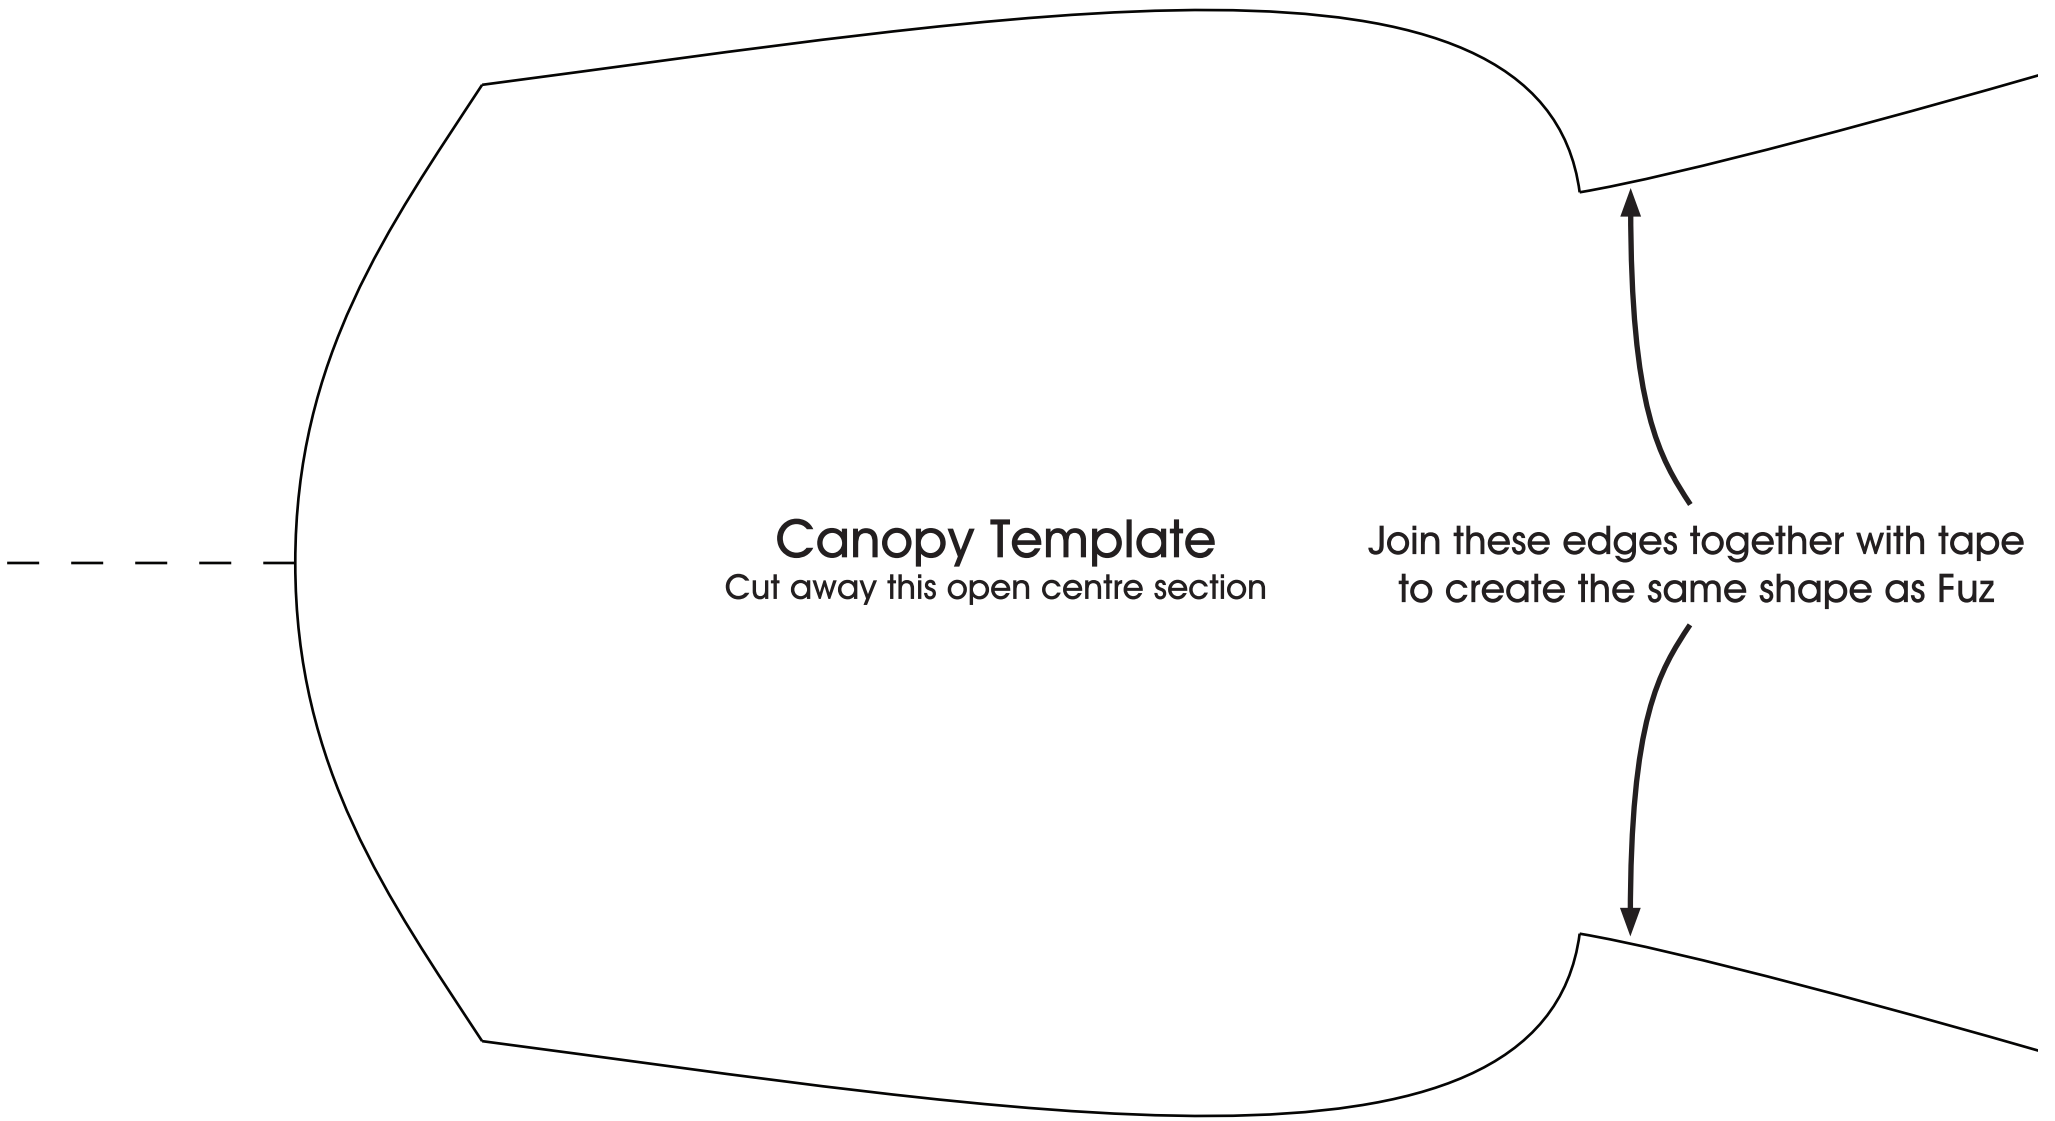 Canopy Template
Cut away this open centre section
Join these edges together with tape
to create the same shape as Fuz